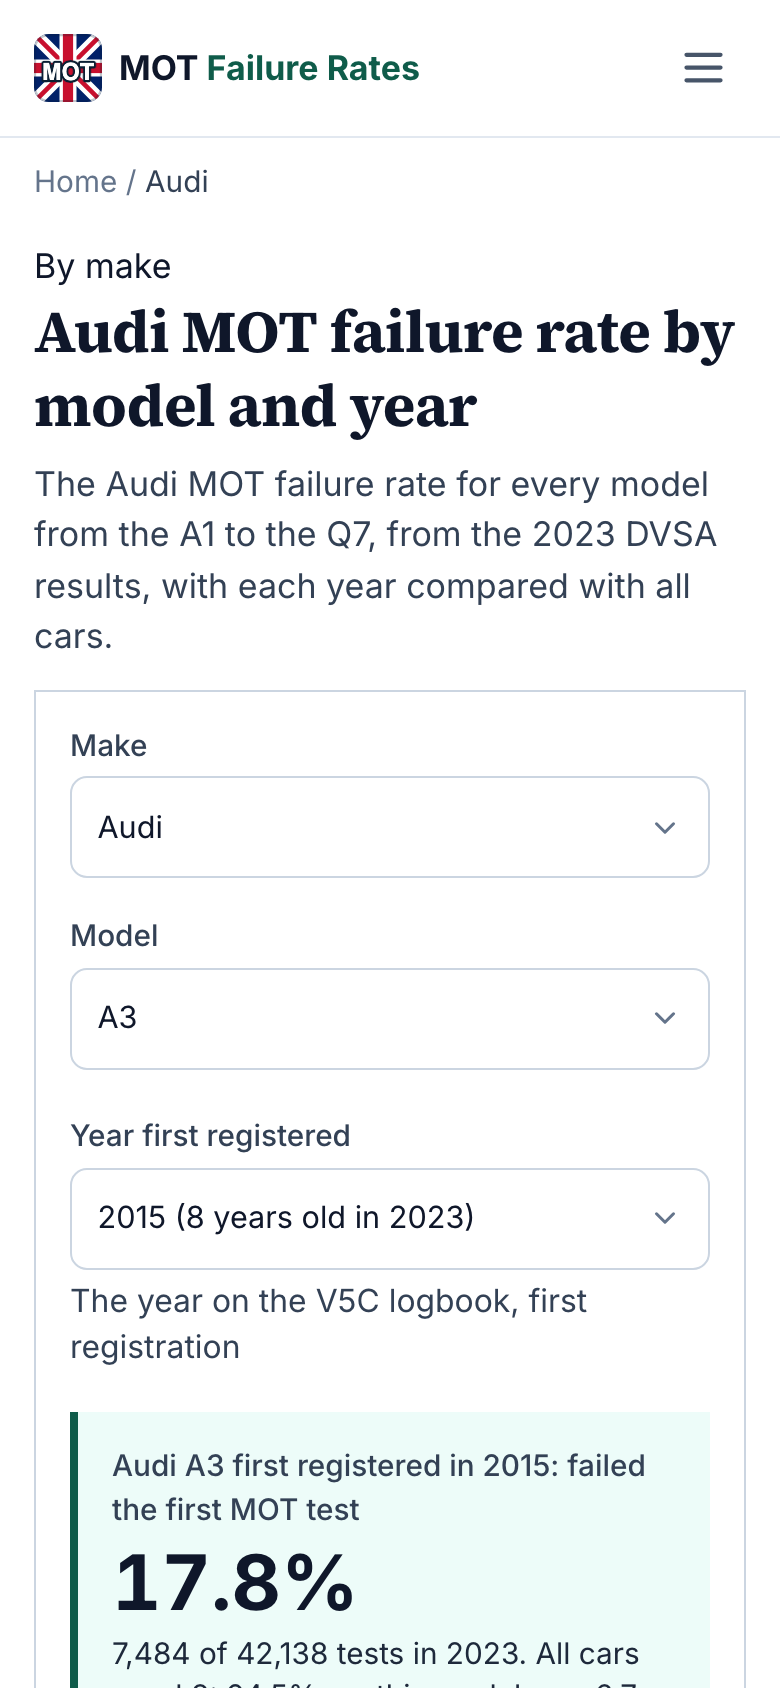 MOT
MOT Failure Rates
Home / Audi
By make
Audi MOT failure rate by
model and year
The Audi MOT failure rate for every model
from the A1 to the Q7, from the 2023 DVSA
results, with each year compared with all
cars.
Make
Audi
Model
A3
Year first registered
2015 (8 years old in 2023)
The year on the V5C logbook, first
registration
Audi A3 first registered in 2015: failed
the first MOT test
17.8%
7,484 of 42,138 tests in 2023. All cars